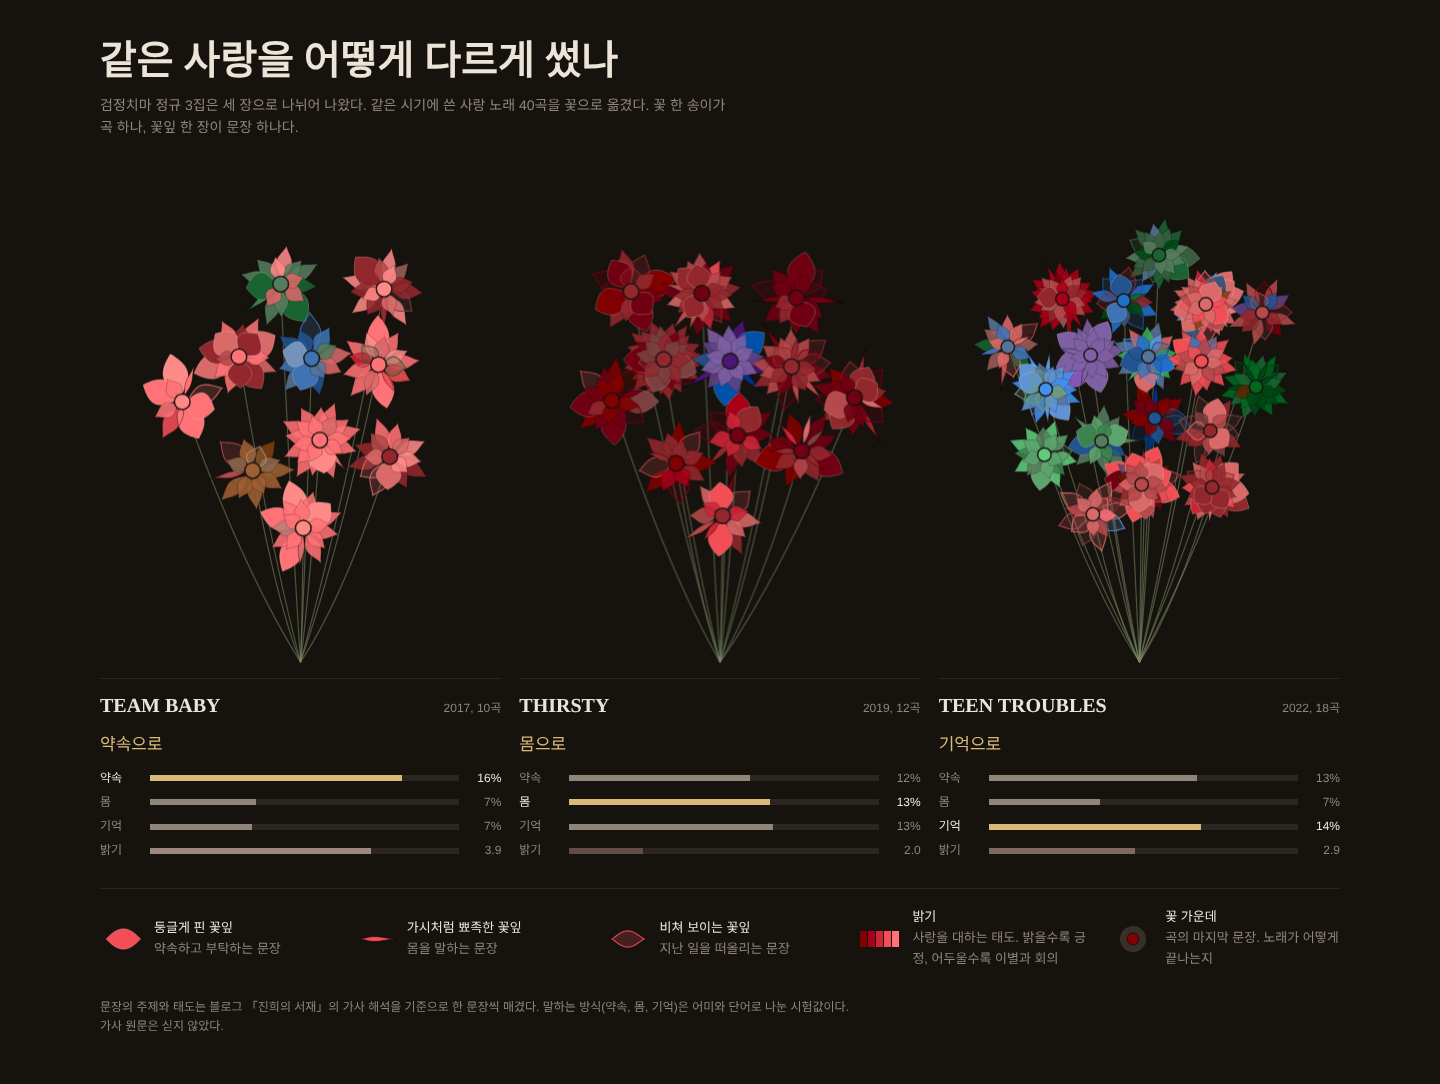 같은 사랑을 어떻게 다르게 썼나
검정치마 정규 3집은 세 장으로 나뉘어 나왔다. 같은 시기에 쓴 사랑 노래 40곡을 꽃으로 옮겼다. 꽃 한 송이가
곡 하나, 꽃잎 한 장이 문장 하나다.
TEAM BABY
2017, 10곡
약속으로
약속 16%
몸 7%
기억 7%
밝기 3.9
THIRSTY
2019, 12곡
몸으로
약속 12%
몸 13%
기억 13%
밝기 2.0
TEEN TROUBLES
2022, 18곡
기억으로
약속 13%
몸 7%
기억 14%
밝기 2.9
둥글게 핀 꽃잎
약속하고 부탁하는 문장
가시처럼 뾰족한 꽃잎
몸을 말하는 문장
비쳐 보이는 꽃잎
지난 일을 떠올리는 문장
밝기
사랑을 대하는 태도. 밝을수록 긍
정, 어두울수록 이별과 회의
꽃 가운데
곡의 마지막 문장. 노래가 어떻게
끝나는지
문장의 주제와 태도는 블로그 「진희의 서재」의 가사 해석을 기준으로 한 문장씩 매겼다. 말하는 방식(약속, 몸, 기억)은 어미와 단어로 나눈 시험값이다.
가사 원문은 싣지 않았다.